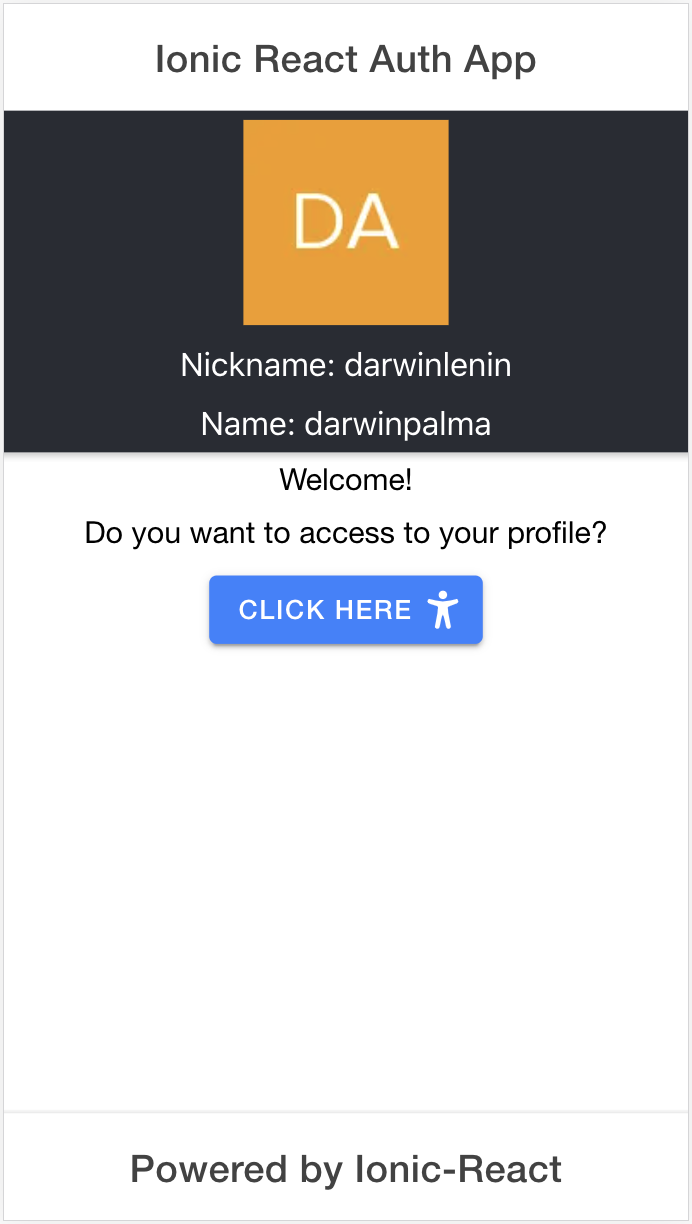 Ionic React Auth App
DA
Nickname: darwinlenin
Name: darwinpalma
Welcome!
Do you want to access to your profile?
CLICK HERE
Powered by Ionic-React